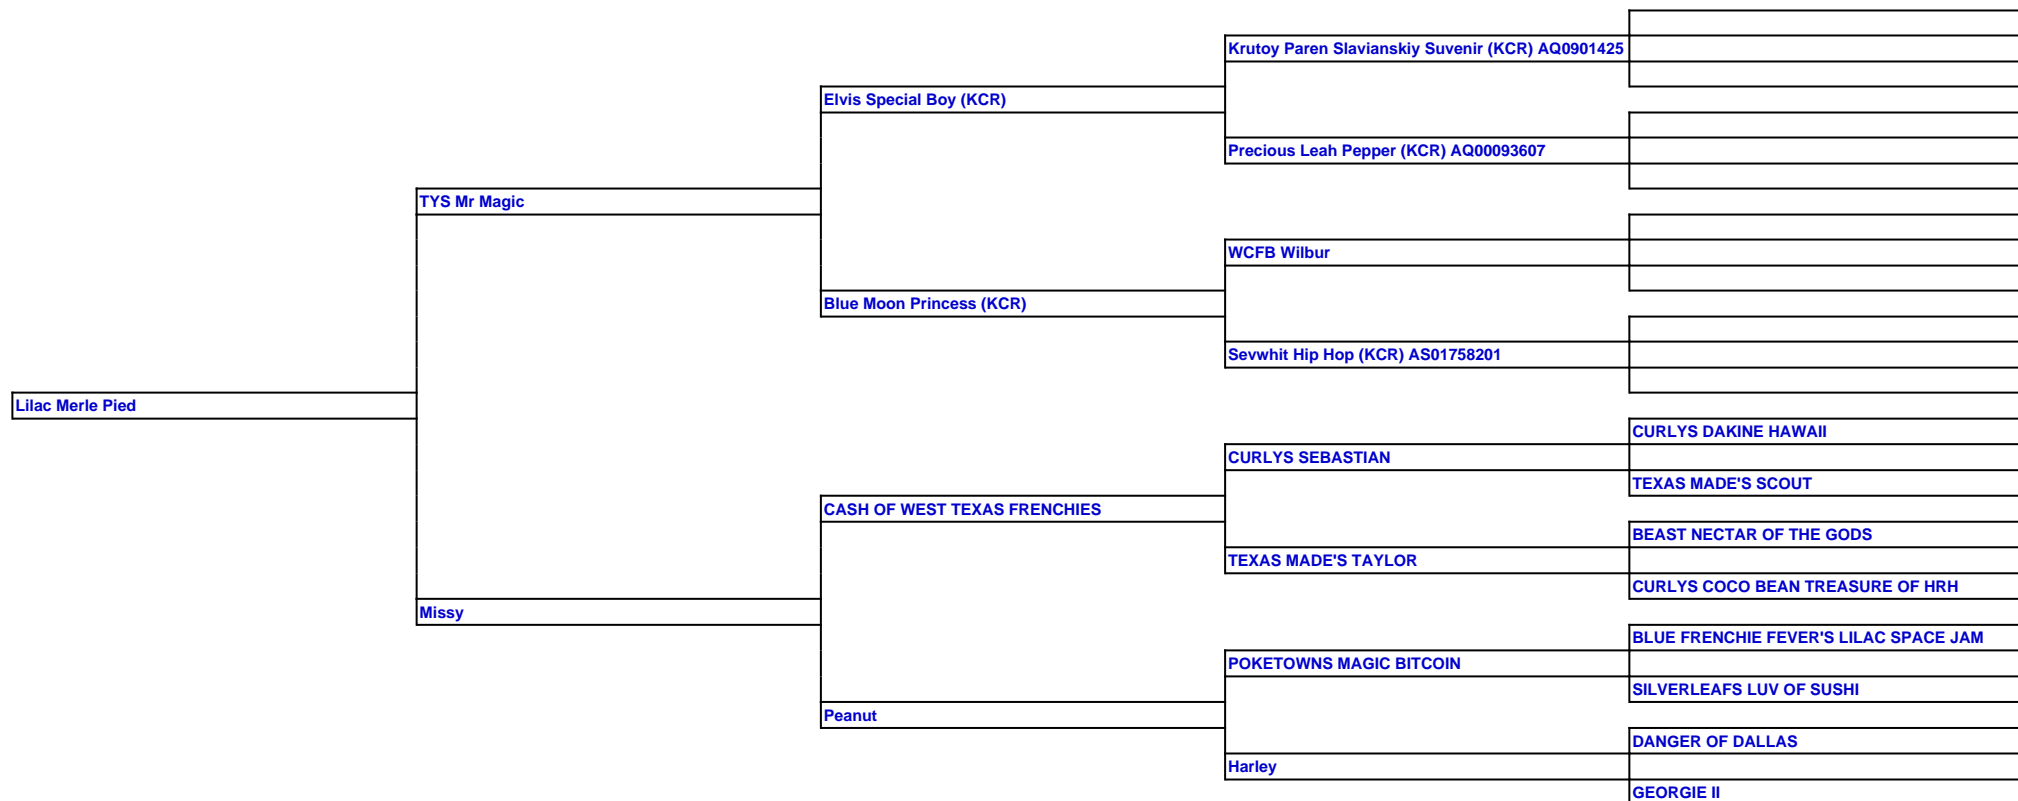 Krutoy Paren Slavianskiy Suvenir (KCR) AQ0901425
Elvis Special Boy (KCR)
Precious Leah Pepper (KCR) AQ00093607
TYS Mr Magic
WCFB Wilbur
Blue Moon Princess (KCR)
Sevwhit Hip Hop (KCR) AS01758201
Lilac Merle Pied
CURLYS DAKINE HAWAII
CURLYS SEBASTIAN
TEXAS MADE'S SCOUT
CASH OF WEST TEXAS FRENCHIES
BEAST NECTAR OF THE GODS
TEXAS MADE'S TAYLOR
CURLYS COCO BEAN TREASURE OF HRH
Missy
BLUE FRENCHIE FEVER'S LILAC SPACE JAM
POKETOWNS MAGIC BITCOIN
SILVERLEAFS LUV OF SUSHI
Peanut
DANGER OF DALLAS
Harley
GEORGIE II